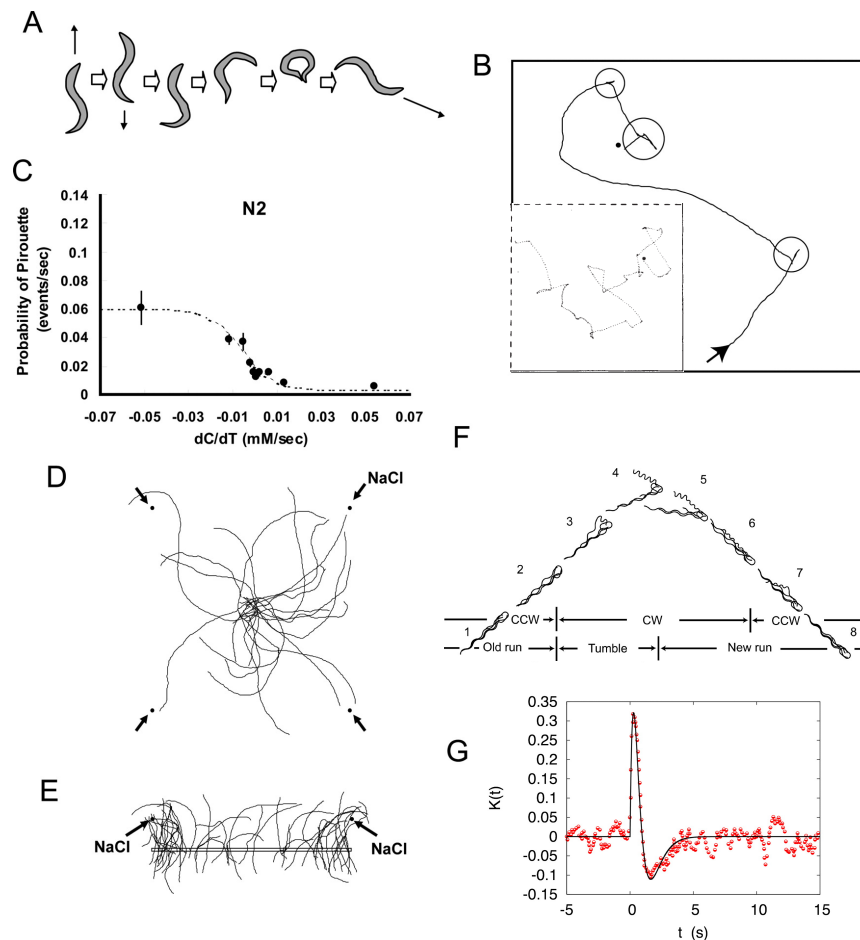 A
B
C
N2
0.14
0.12
0.1
0.08
0.06
0.04
0.02
0
Probability of Pirouette
(events/sec)
-0.07 -0.05 -0.03 -0.01 0.01 0.03 0.05 0.07
dC/dT (mM/sec)
D
NaCl
E
NaCl NaCl
F
4 5
3 6
2 7
CCW CW CCW
1 8
Old run Tumble New run
G
0.35
0.3
0.25
0.2
0.15
0.1
0.05
0
-0.05
-0.1
-0.15
K(t)
-5 0 5 10 15
t (s)